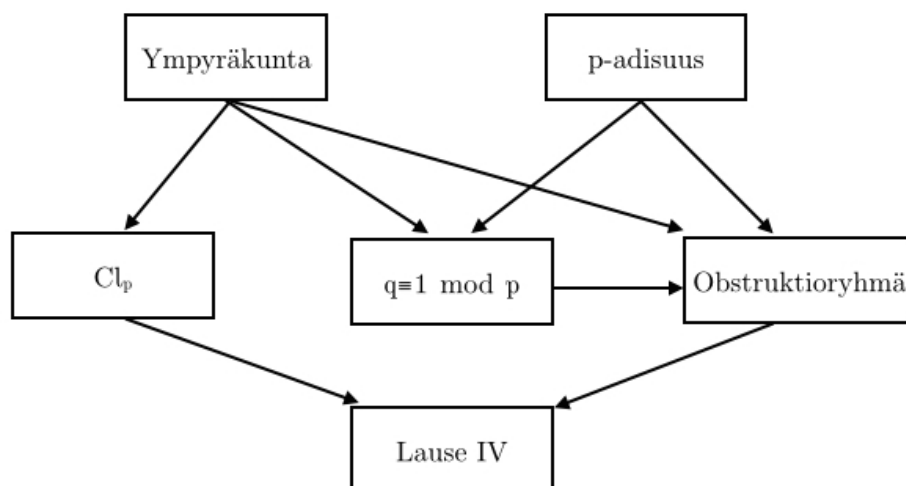 Ympyräkunta
p-adisuus
Clₚ
q≡1 mod p
Obstruktioryhmä
Lause IV